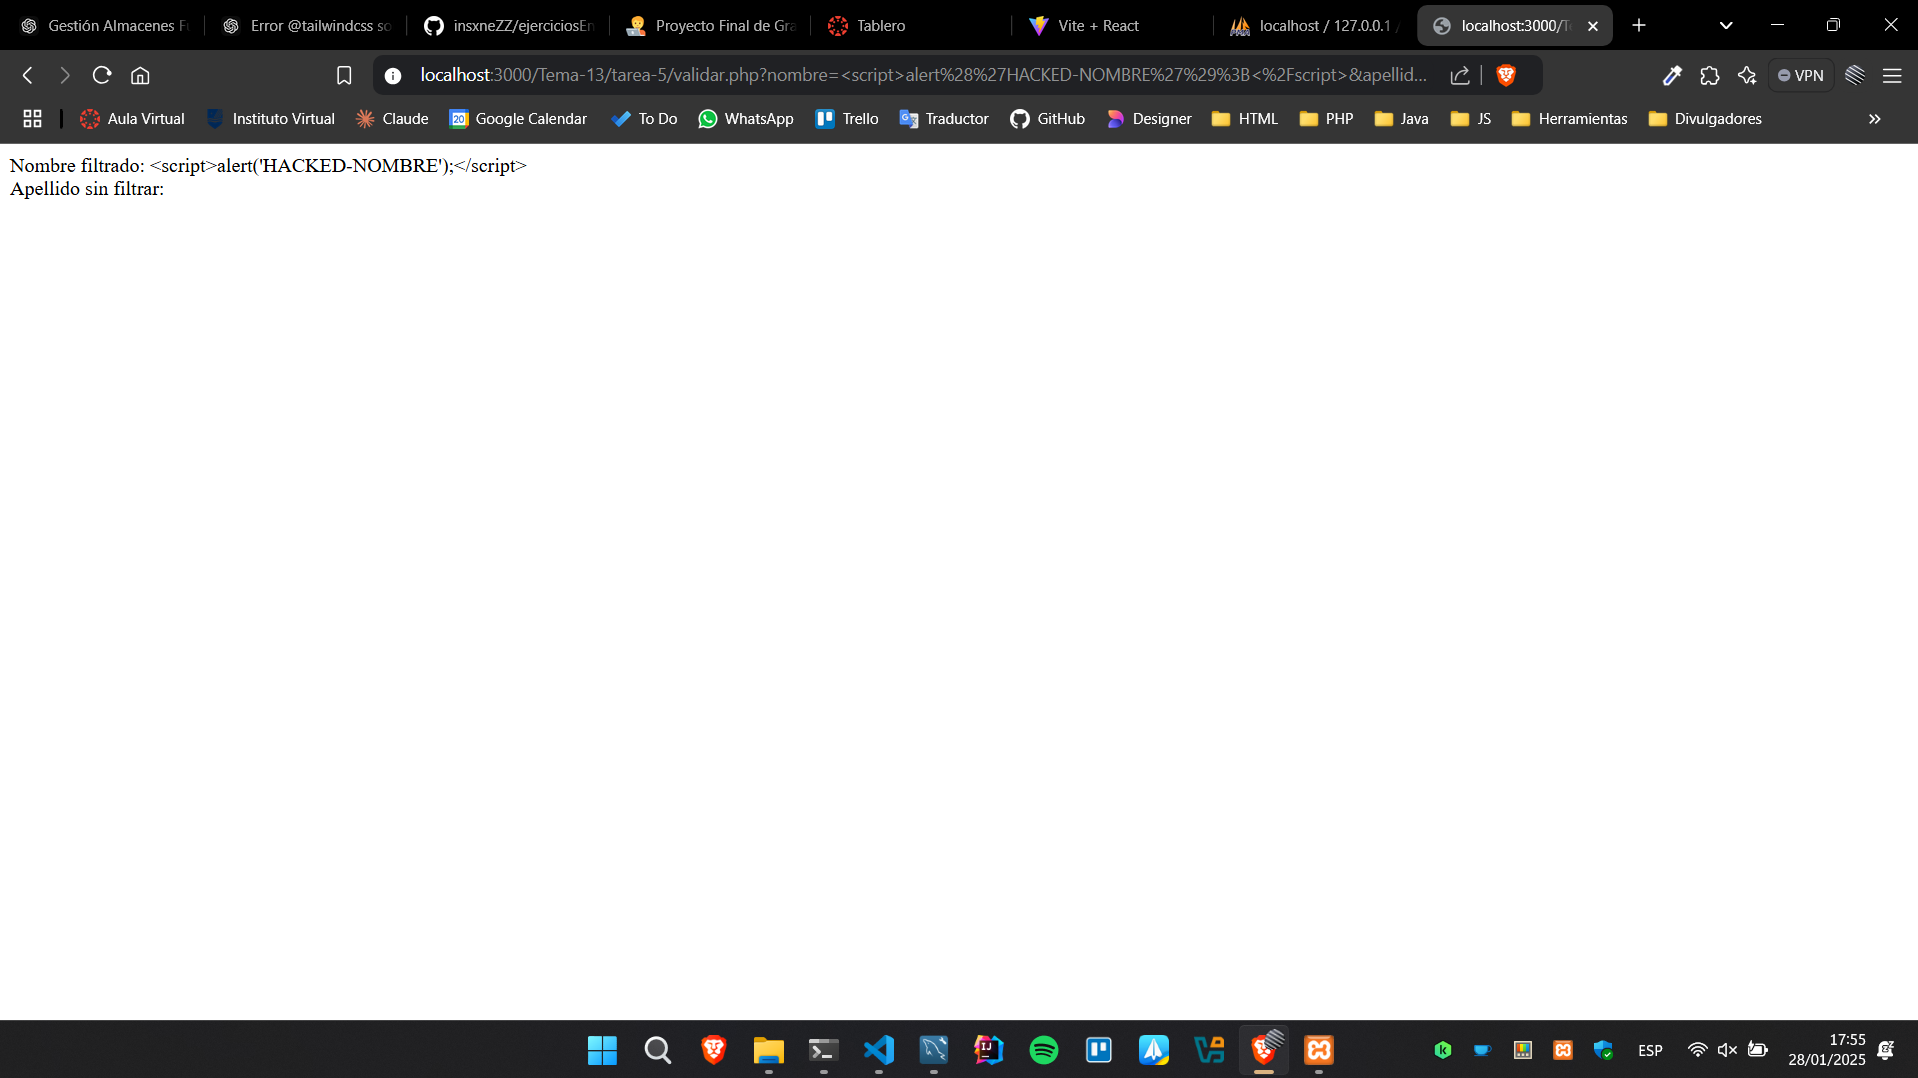 Gestión Almacenes Fu
Error @tailwindcss so
insxneZZ/ejerciciosEn
Proyecto Final de Gra
Tablero
Vite + React
localhost / 127.0.0.1 /
localhost:3000/Te
localhost:3000/Tema-13/tarea-5/validar.php?nombre=<script>alert%28%27HACKED-NOMBRE%27%29%3B<%2Fscript>&apellid...
VPN
Aula Virtual
Instituto Virtual
Claude
20
Google Calendar
To Do
WhatsApp
Trello
Traductor
GitHub
Designer
HTML
PHP
Java
JS
Herramientas
Divulgadores
Nombre filtrado: <script>alert('HACKED-NOMBRE');</script>
Apellido sin filtrar:
ESP
17:55
28/01/2025